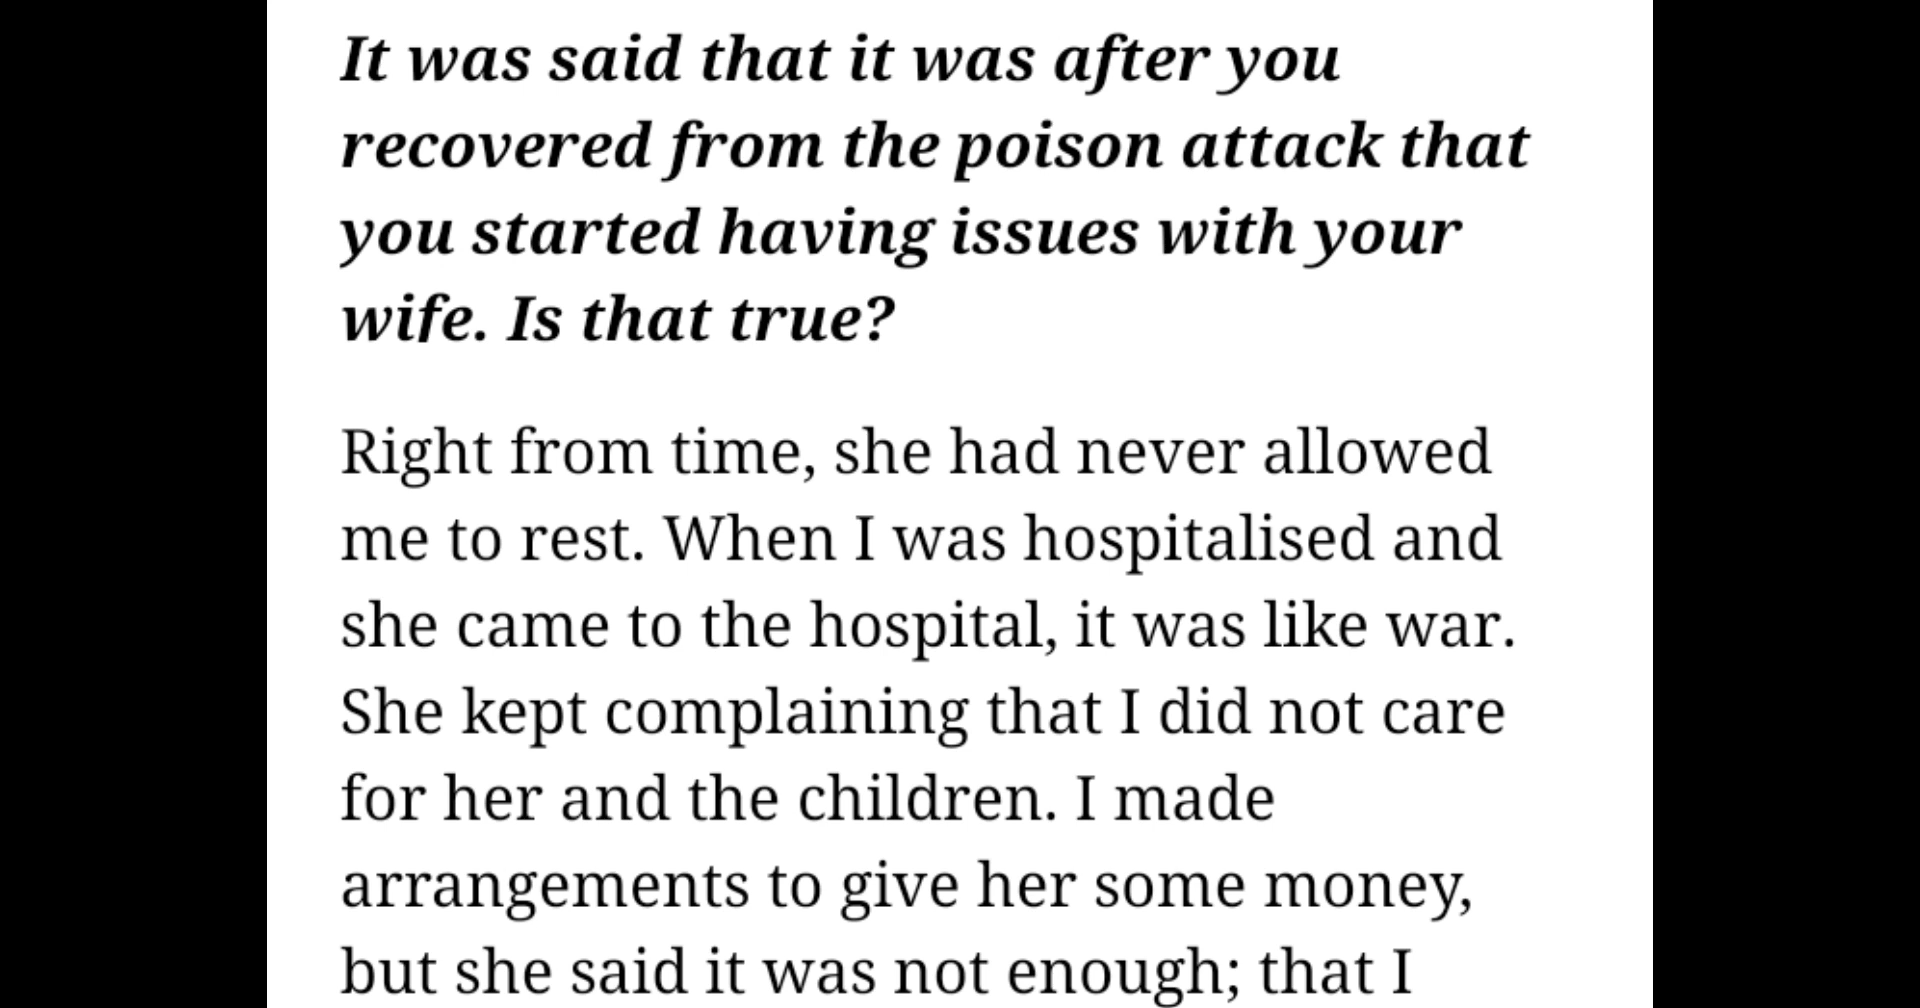 It was said that it was after you
recovered from the poison attack that
you started having issues with your
wife. Is that true?
Right from time, she had never allowed
me to rest. When I was hospitalised and
she came to the hospital, it was like war.
She kept complaining that I did not care
for her and the children. I made
arrangements to give her some money,
but she said it was not enough; that I